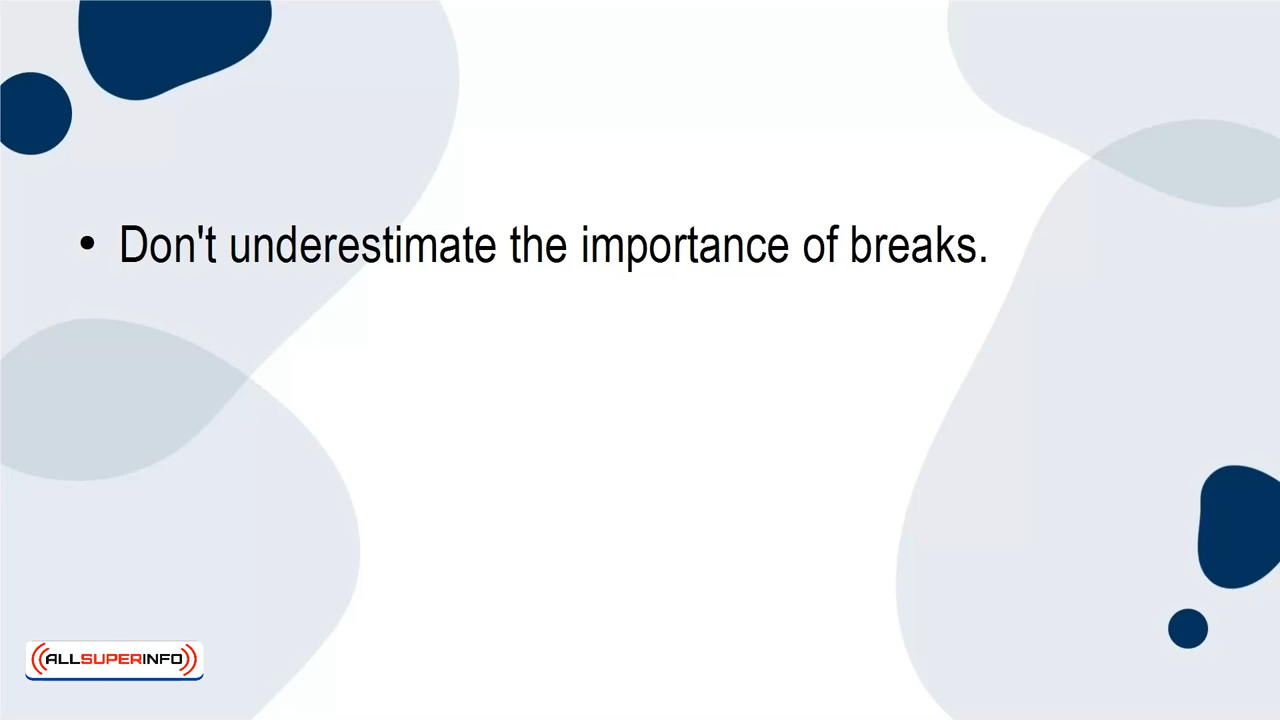 • Don't underestimate the importance of breaks.
ALLSUPERINFO